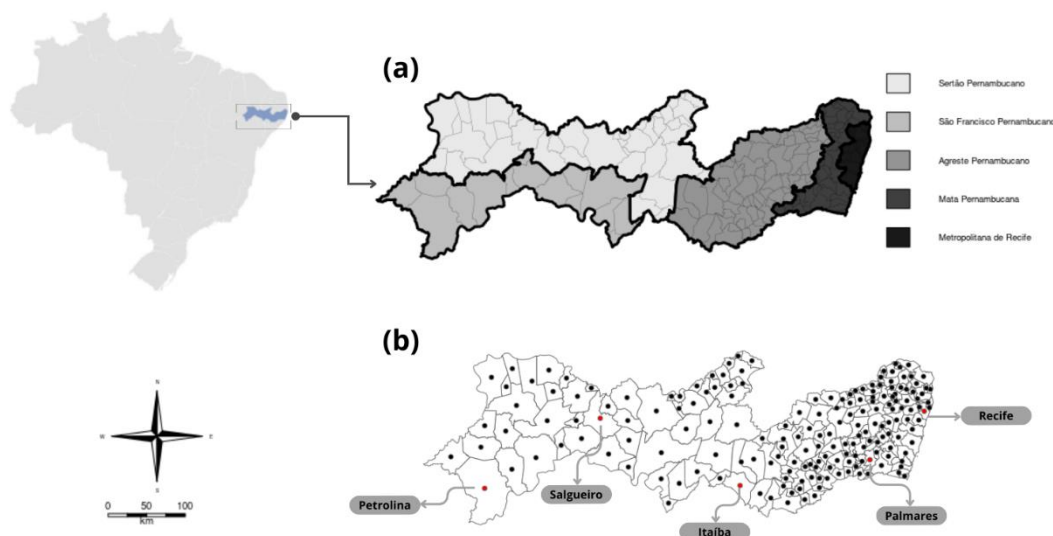 (a)
Sertão Pernambucano
São Francisco Pernambucano
Agreste Pernambucano
Mata Pernambucana
Metropolitana de Recife
(b)
N
W
E
S
0 50 100
km
Recife
Petrolina
Salgueiro
Itaíba
Palmares